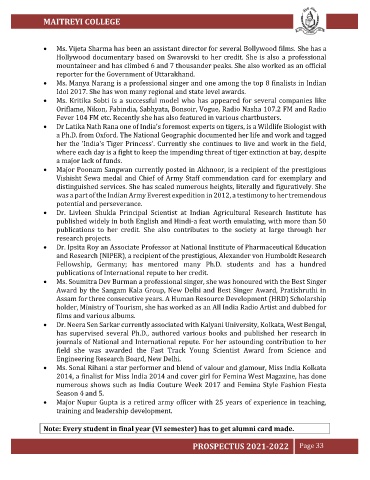 MAITREYI COLLEGE
• Ms. Vijeta Sharma has been an assistant director for several Bollywood films. She has a
Hollywood documentary based on Swarovski to her credit. She is also a professional
mountaineer and has climbed 6 and 7 thousander peaks. She also worked as an official
reporter for the Government of Uttarakhand.
• Ms. Manya Narang is a professional singer and one among the top 8 finalists in Indian
Idol 2017. She has won many regional and state level awards.
• Ms. Kritika Sobti is a successful model who has appeared for several companies like
Oriflame, Nikon, Fabindia, Sabhyata, Bonsoir, Vogue, Radio Nasha 107.2 FM and Radio
Fever 104 FM etc. Recently she has also featured in various chartbusters.
• Dr Latika Nath Rana one of India's foremost experts on tigers, is a Wildlife Biologist with
a Ph.D. from Oxford. The National Geographic documented her life and work and tagged
her the 'India's Tiger Princess'. Currently she continues to live and work in the field,
where each day is a fight to keep the impending threat of tiger extinction at bay, despite
a major lack of funds.
• Major Poonam Sangwan currently posted in Akhnoor, is a recipient of the prestigious
Vishisht Sewa medal and Chief of Army Staff commendation card for exemplary and
distinguished services. She has scaled numerous heights, literally and figuratively. She
was a part of the Indian Army Everest expedition in 2012, a testimony to her tremendous
potential and perseverance.
• Dr. Livleen Shukla Principal Scientist at Indian Agricultural Research Institute has
published widely in both English and Hindi-a feat worth emulating, with more than 50
publications to her credit. She also contributes to the society at large through her
research projects.
• Dr. Ipsita Roy an Associate Professor at National Institute of Pharmaceutical Education
and Research (NIPER), a recipient of the prestigious, Alexander von Humboldt Research
Fellowship, Germany; has mentored many Ph.D. students and has a hundred
publications of International repute to her credit.
• Ms. Soumitra Dev Burman a professional singer, she was honoured with the Best Singer
Award by the Sangam Kala Group, New Delhi and Best Singer Award, Pratishruthi in
Assam for three consecutive years. A Human Resource Development (HRD) Scholarship
holder, Ministry of Tourism, she has worked as an All India Radio Artist and dubbed for
films and various albums.
• Dr. Neera Sen Sarkar currently associated with Kalyani University, Kolkata, West Bengal,
has supervised several Ph.D., authored various books and published her research in
journals of National and International repute. For her astounding contribution to her
field she was awarded the Fast Track Young Scientist Award from Science and
Engineering Research Board, New Delhi.
• Ms. Sonal Rihani a star performer and blend of valour and glamour, Miss India Kolkata
2014, a finalist for Miss India 2014 and cover girl for Femina West Magazine, has done
numerous shows such as India Couture Week 2017 and Femina Style Fashion Fiesta
Season 4 and 5.
• Major Nupur Gupta is a retired army officer with 25 years of experience in teaching,
training and leadership development.
Note: Every student in final year (VI semester) has to get alumni card made.
PROSPECTUS 2021-2022 Page 33